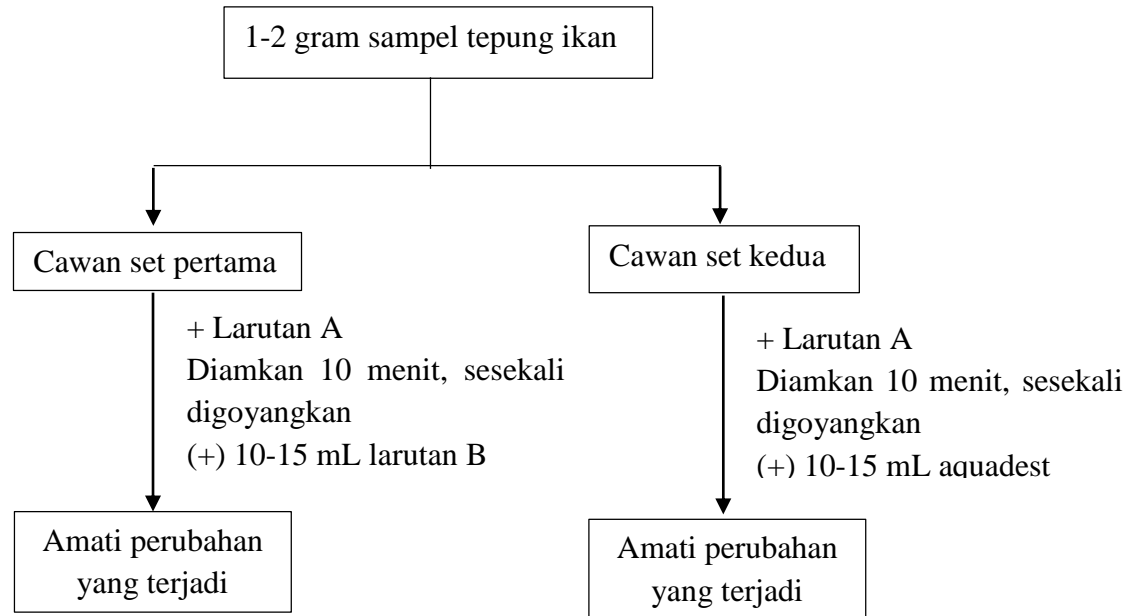 1-2 gram sampel tepung ikan
Cawan set pertama
Cawan set kedua
+ Larutan A
Diamkan 10 menit, sesekali
digoyangkan
(+) 10-15 mL larutan B
+ Larutan A
Diamkan 10 menit, sesekali
digoyangkan
(+) 10-15 mL aquadest
Amati perubahan
yang terjadi
Amati perubahan
yang terjadi